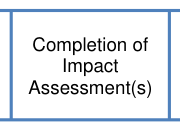 Completion of
Impact
Assessment(s)